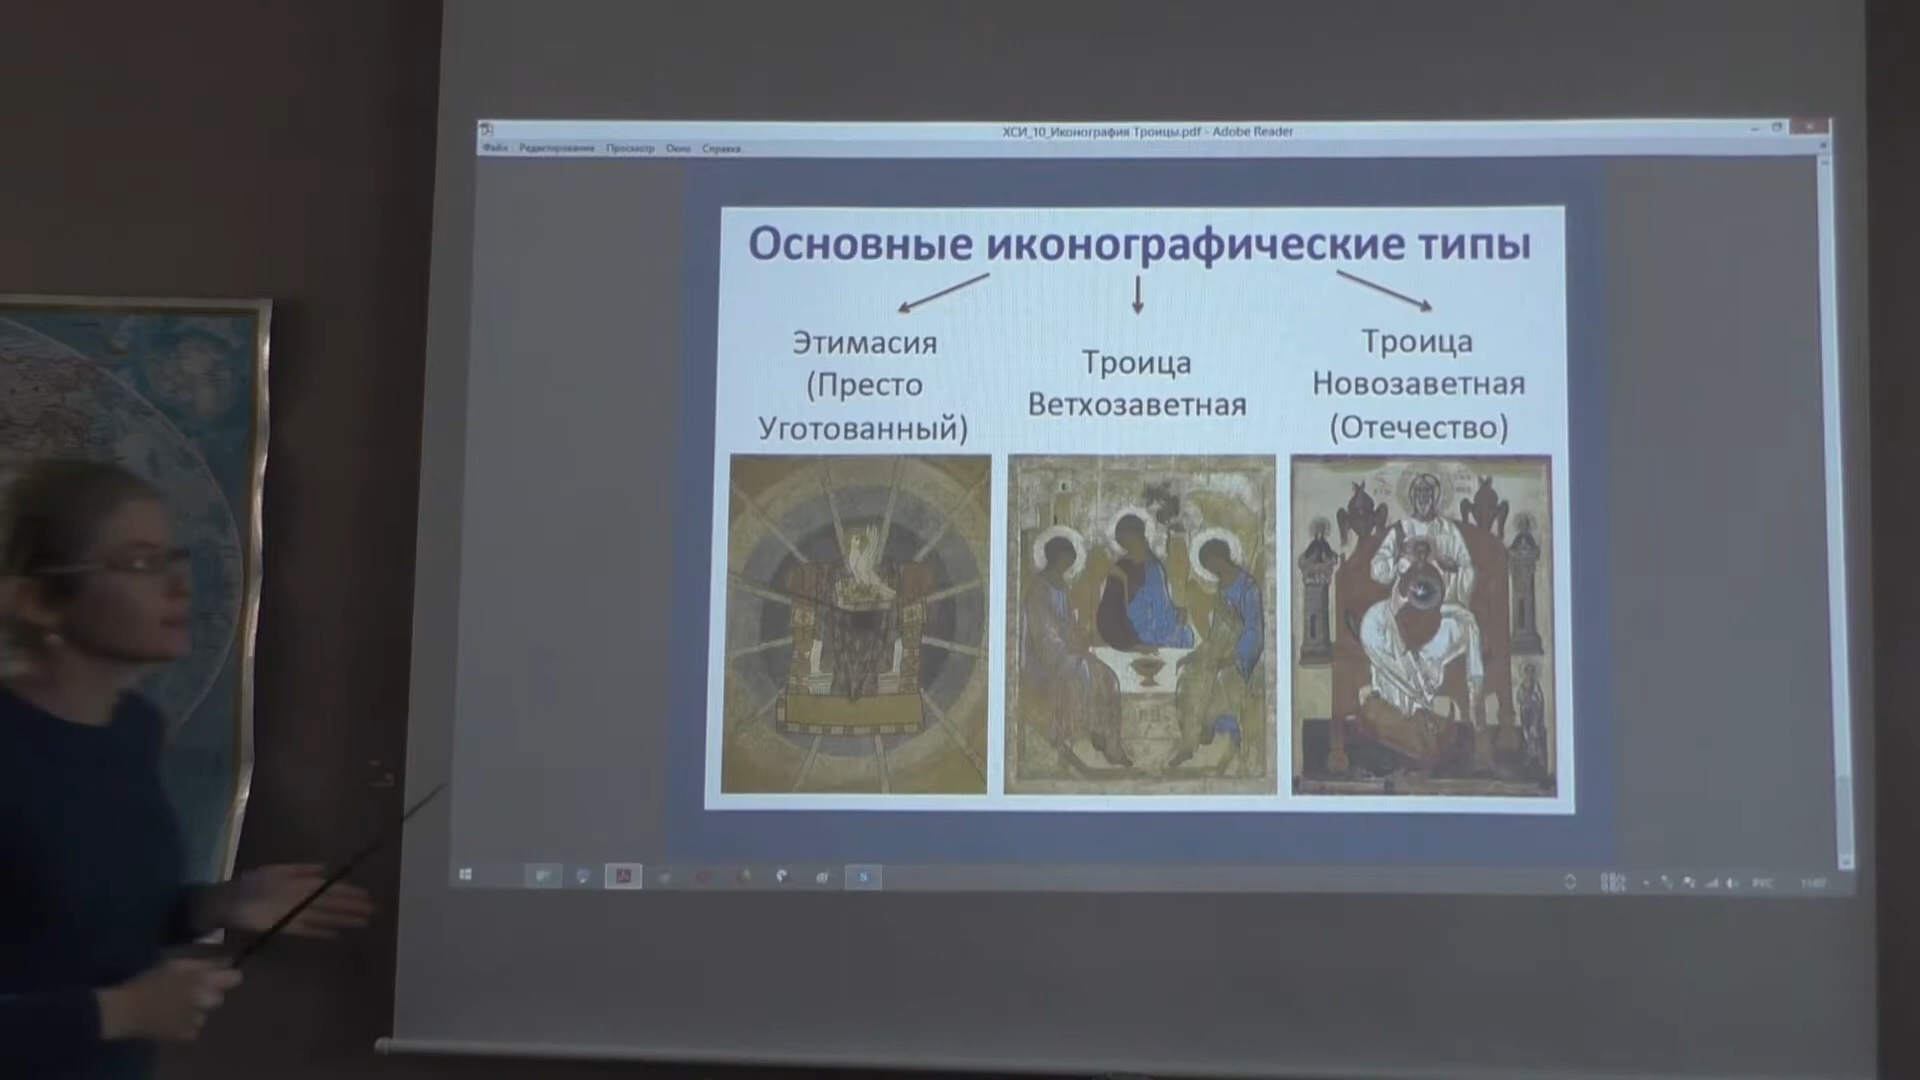 ХСИ_10_Иконография Троицы.pdf - Adobe Reader
Файл Редактирование Просмотр Окно Справка
Основные иконографические типы
Этимасия
(Престо
Уготованный)
Троица
Ветхозаветная
Троица
Новозаветная
(Отечество)
РУС